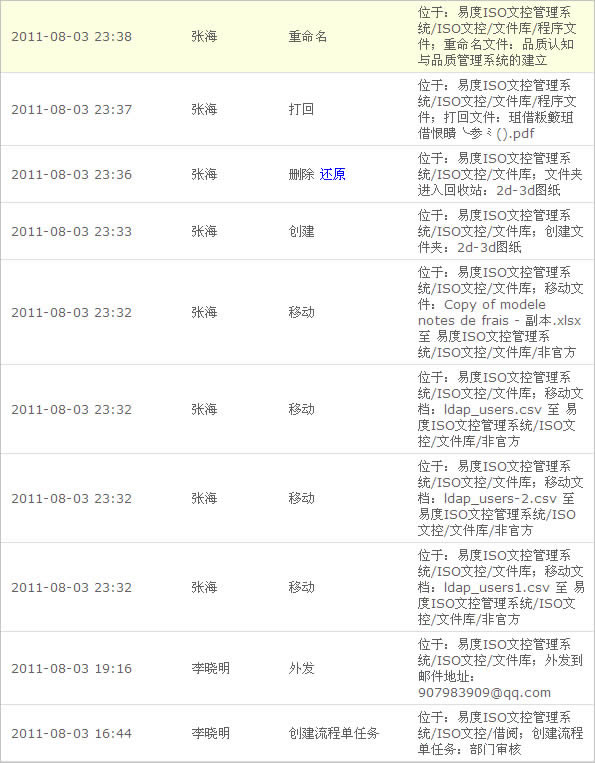 位于：易度ISO文控管理系
2011-08-03 23:38 张海 重命名 统/ISO文控/文件库/程序文
件；重命名文件：品质认知
与品质管理系统的建立
位于：易度ISO文控管理系
2011-08-03 23:37 张海 打回 统/ISO文控/文件库/程序文
件；打回文件：
借().pdf
位于：易度ISO文控管理系
2011-08-03 23:36 张海 删除 还原 统/ISO文控/文件库；文件夹
进入回收站：2d-3d图纸
位于：易度ISO文控管理系
2011-08-03 23:33 张海 创建 统/ISO文控/文件库；创建文
件夹：2d-3d图纸
位于：易度ISO文控管理系
统/ISO文控/文件库；移动文
件：Copy of modele
2011-08-03 23:32 张海 移动 notes de frais - 副本.xlsx
至 易度ISO文控管理系
统/ISO文控/文件库/非官方
位于：易度ISO文控管理系
统/ISO文控/文件库；移动文
2011-08-03 23:32 张海 移动 档：ldap_users.csv 至 易
度ISO文控管理系统/ISO文
控/文件库/非官方
位于：易度ISO文控管理系
统/ISO文控/文件库；移动文
2011-08-03 23:32 张海 移动 档：ldap_users-2.csv 至
易度ISO文控管理系统/ISO
文控/文件库/非官方
位于：易度ISO文控管理系
统/ISO文控/文件库；移动文
2011-08-03 23:32 张海 移动 档：ldap_users1.csv 至 易
度ISO文控管理系统/ISO文
控/文件库/非官方
位于：易度ISO文控管理系
2011-08-03 19:16 李晓明 外发 统/ISO文控/文件库；外发到
邮件地址：
907983909@qq.com
位于：易度ISO文控管理系
2011-08-03 16:44 李晓明 创建流程单任务 统/ISO文控/借阅；创建流程
单任务：部门审核